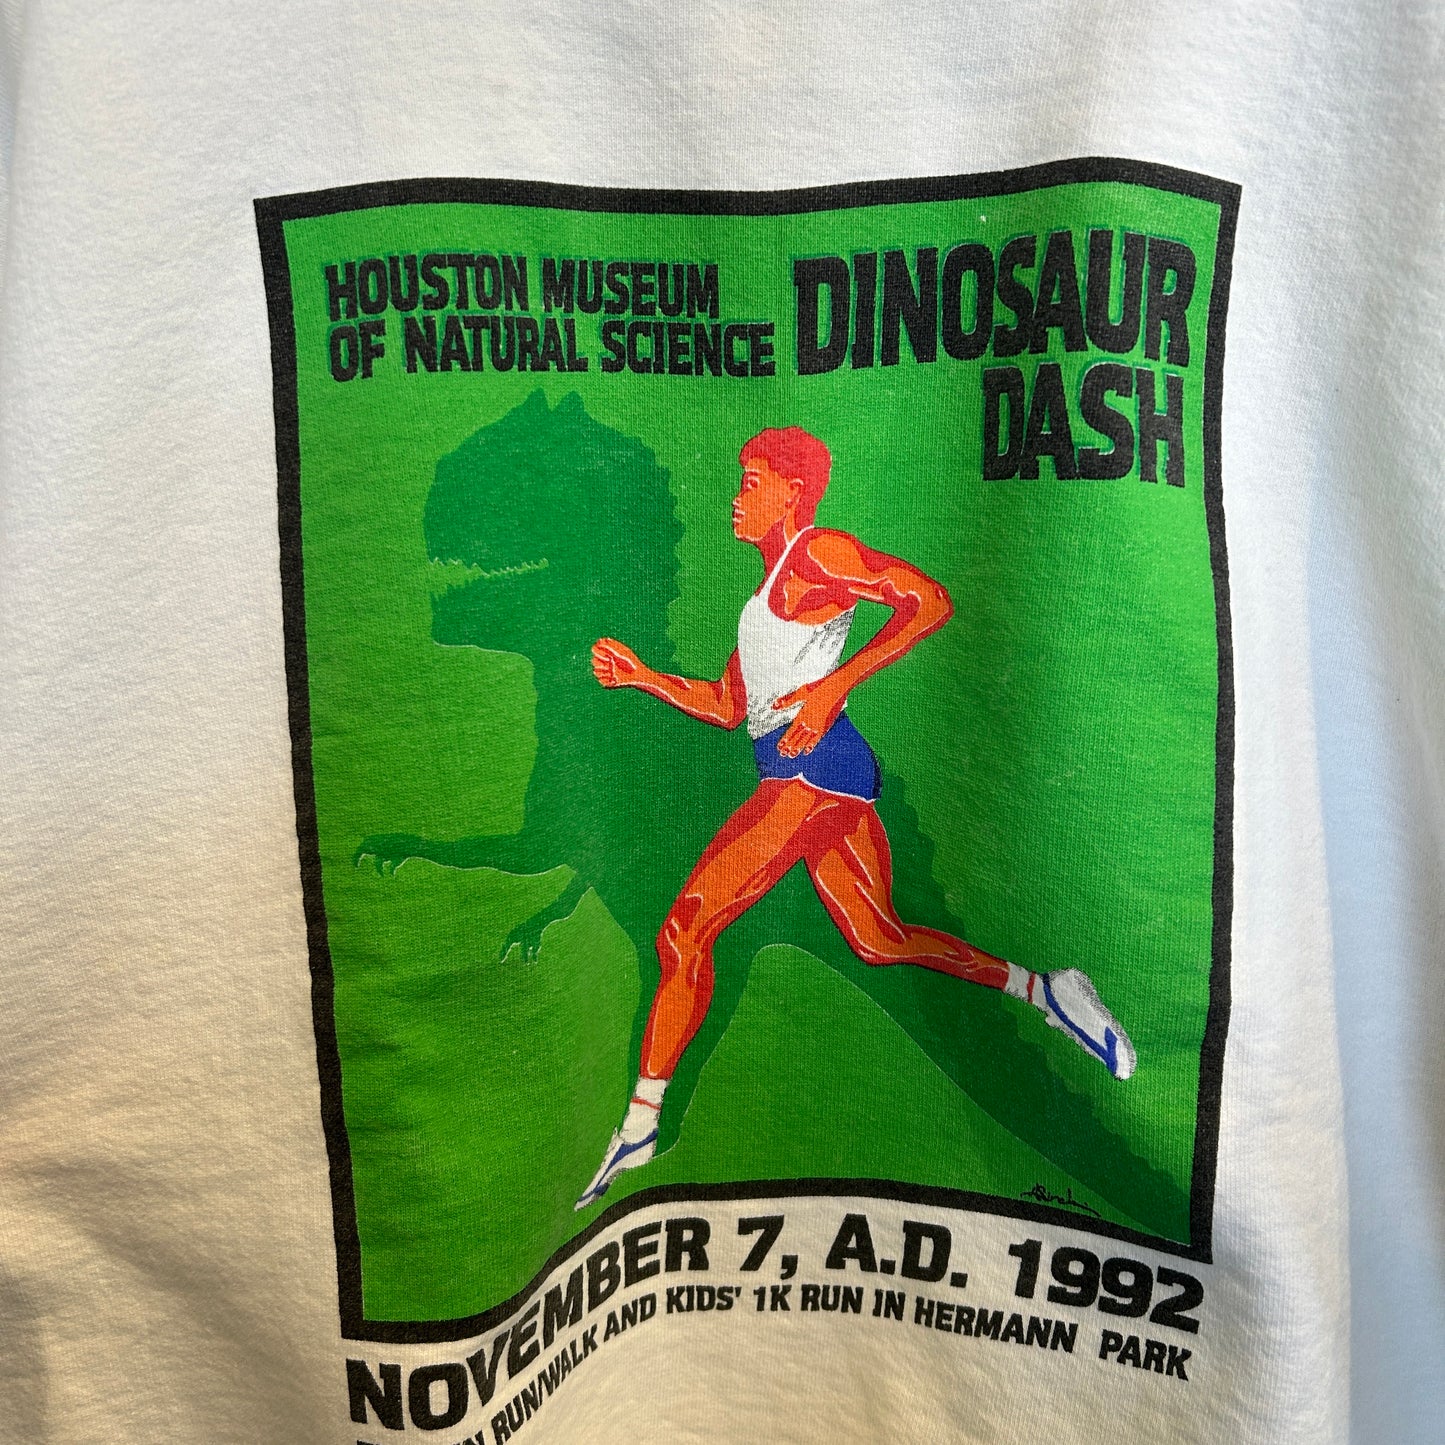 HOUSTON MUSEUM
OF NATURAL SCIENCE
DINOSAUR
DASH
NOVEMBER 7, A.D. 1992
RUN/WALK AND KIDS' 1K RUN IN HERMANN PARK